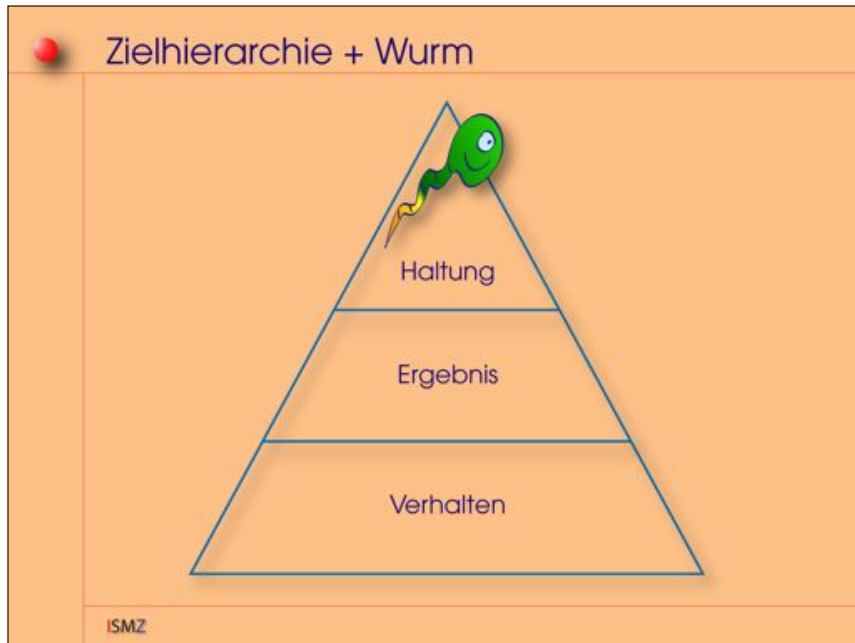 Zielhierarchie + Wurm
Haltung
Ergebnis
Verhalten
ISMZ